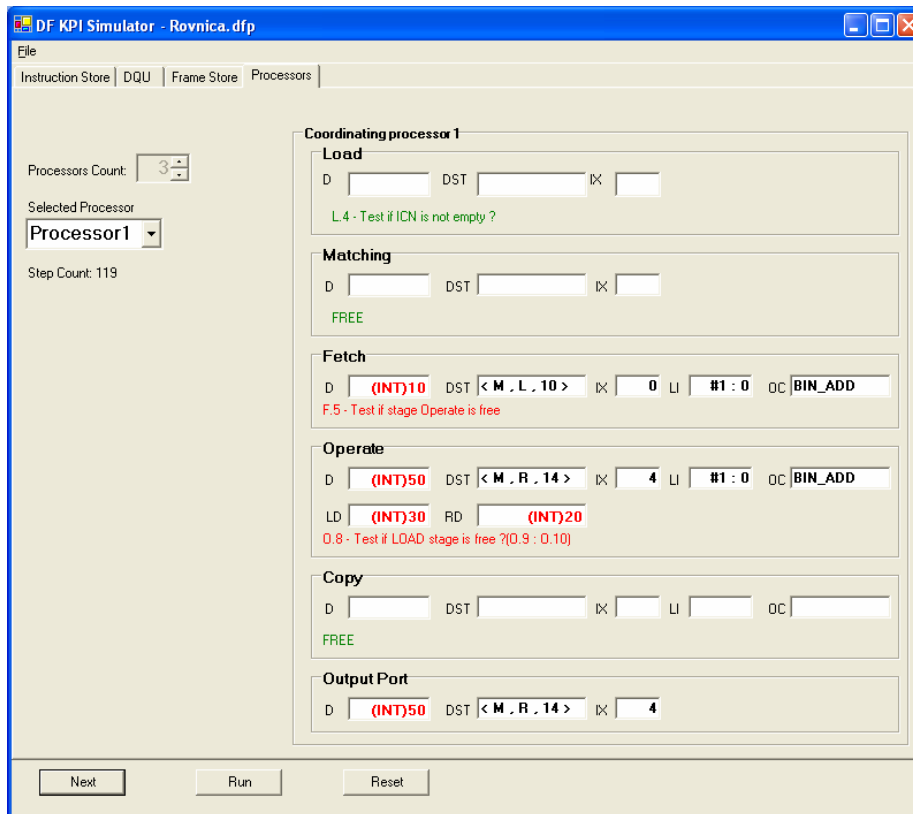 DF KPI Simulator - Rovnica.dfp
File
Instruction Store DQU Frame Store Processors
Processors Count: 3
Selected Processor
Processor1
Step Count: 119
Coordinating processor 1
Load
D DST IX
L.4 - Test if ICN is not empty ?
Matching
D DST IX
FREE
Fetch
D (INT)10 DST < M , L , 10 > IX 0 LI #1 : 0 OC BIN_ADD
F.5 - Test if stage Operate is free
Operate
D (INT)50 DST < M , R , 14 > IX 4 LI #1 : 0 OC BIN_ADD
LD (INT)30 RD (INT)20
O.8 - Test if LOAD stage is free ?(O.9 : O.10)
Copy
D DST IX LI OC
FREE
Output Port
D (INT)50 DST < M , R , 14 > IX 4
Next Run Reset